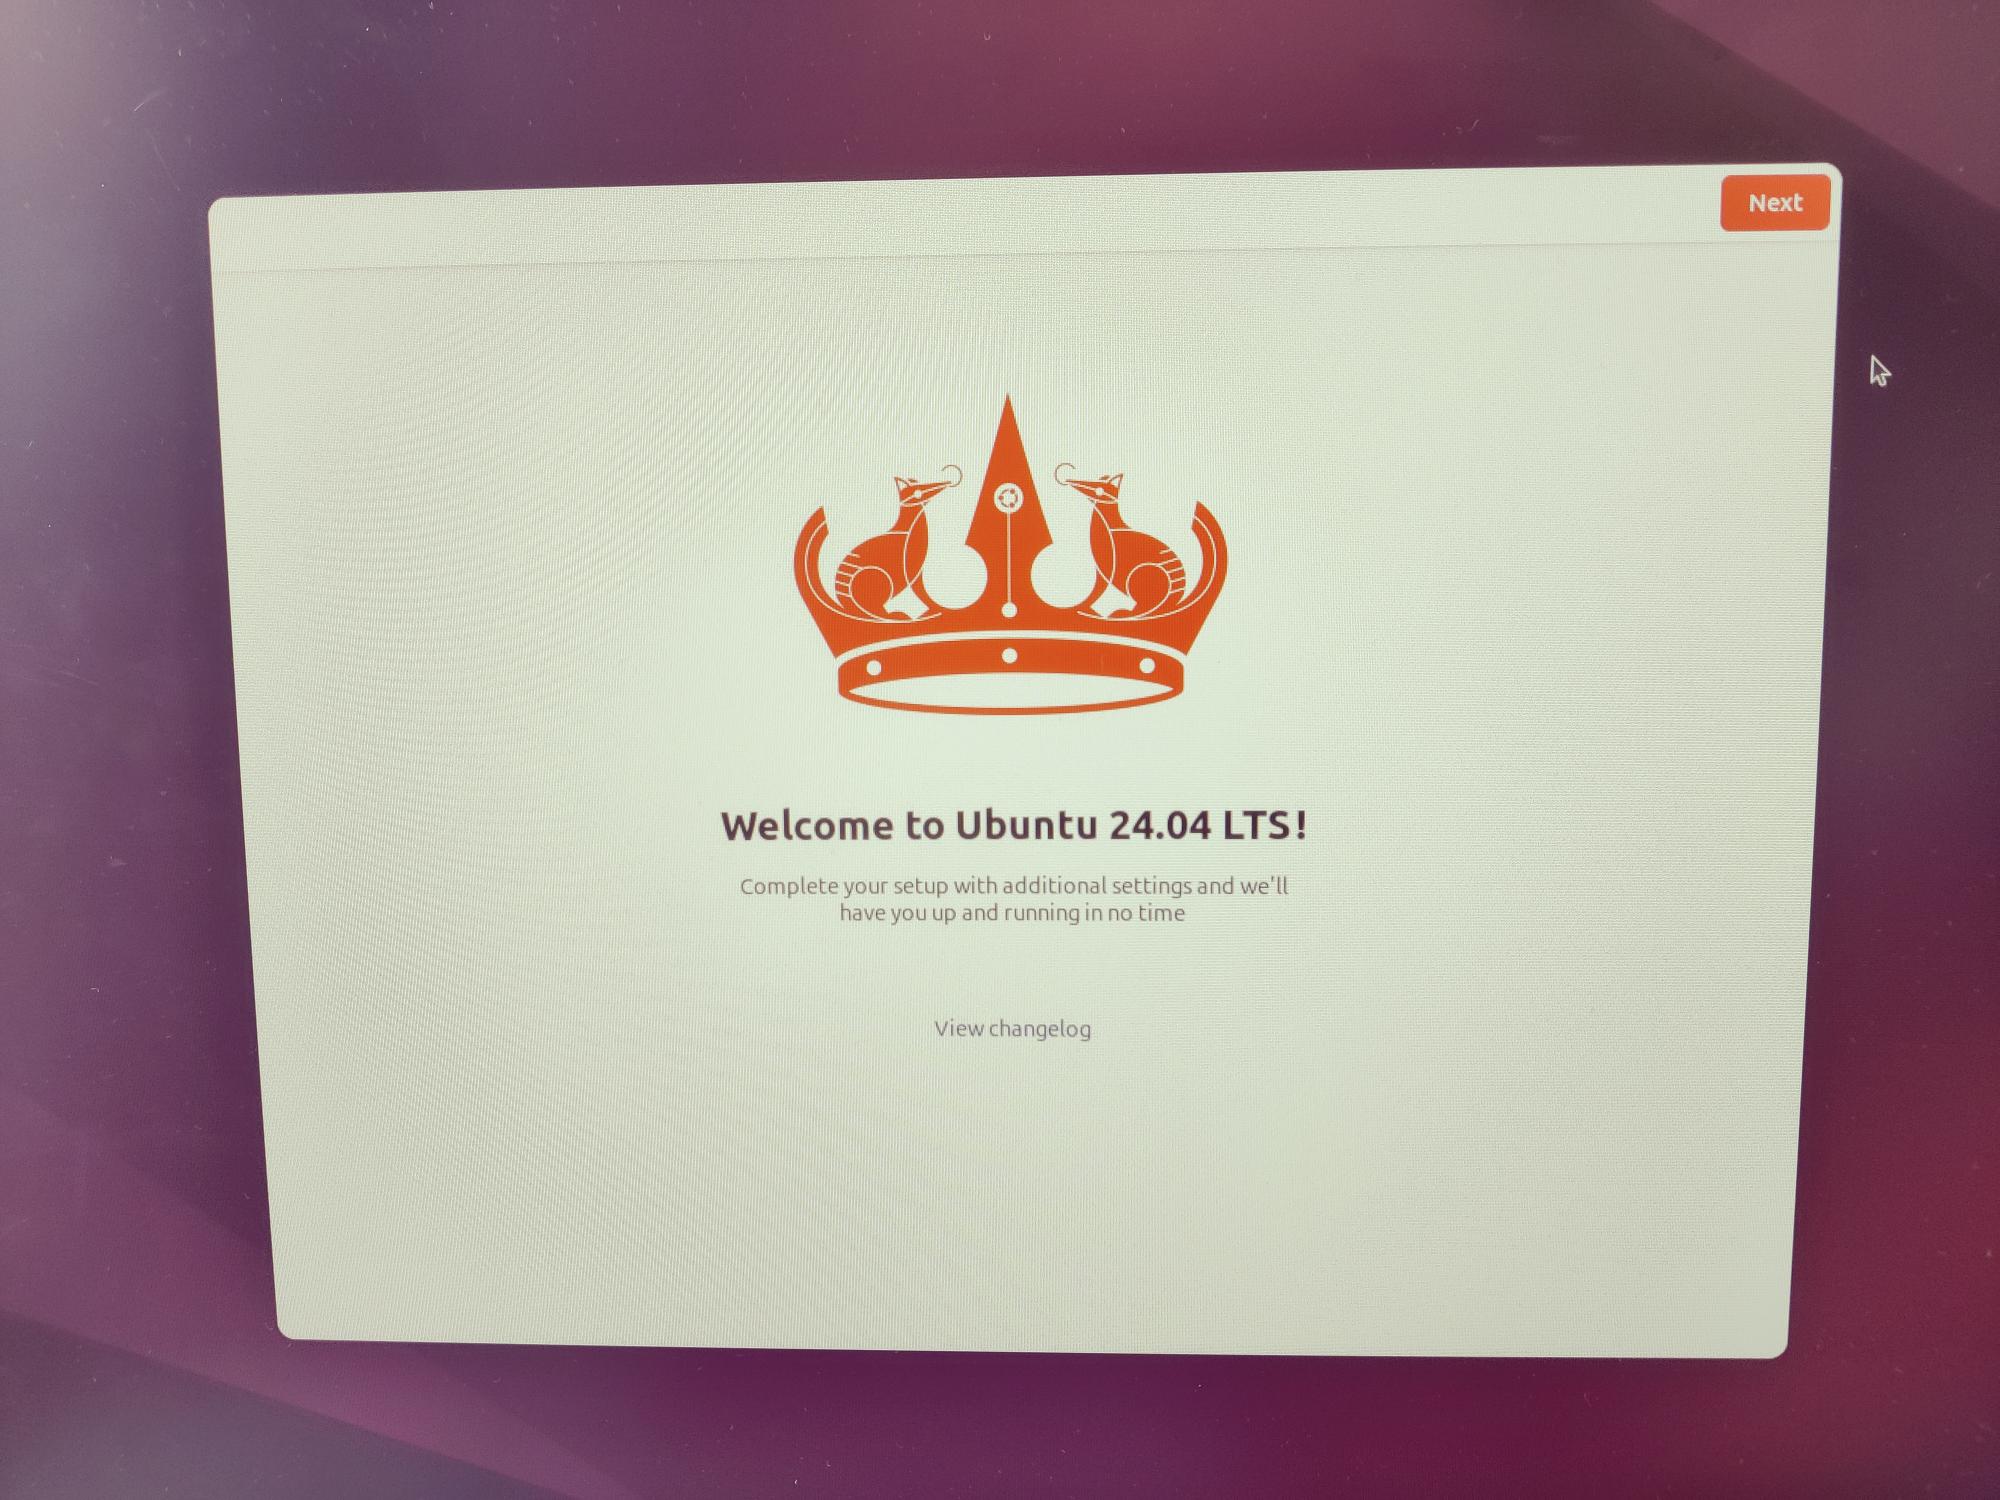 Next
Welcome to Ubuntu 24.04 LTS!
Complete your setup with additional settings and we'll
have you up and running in no time
View changelog